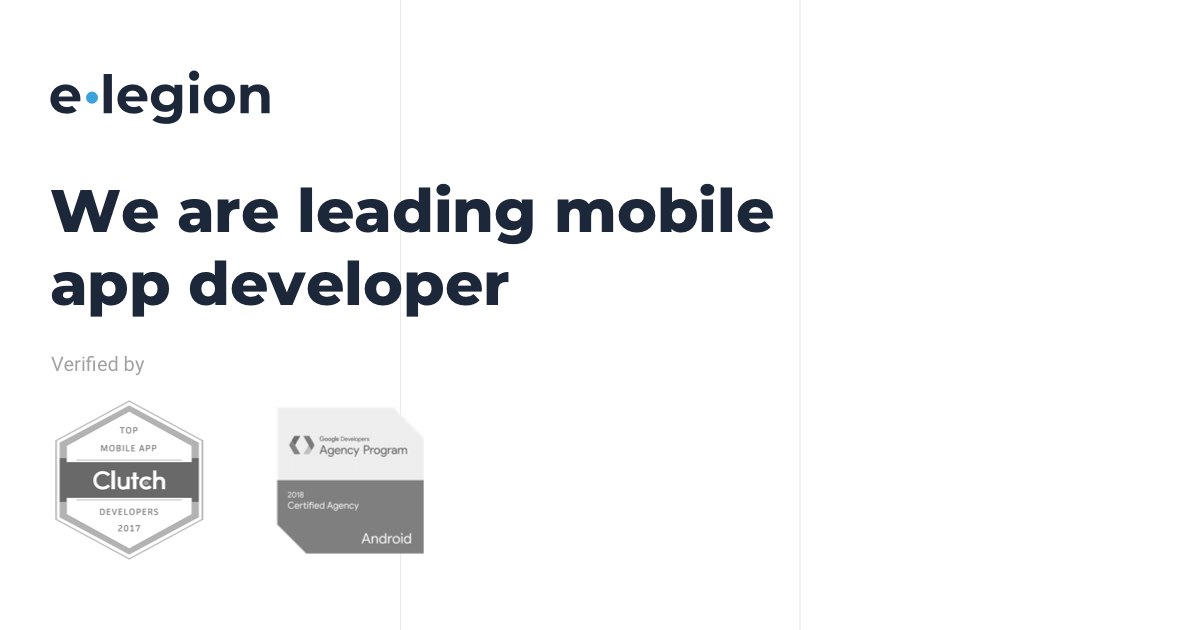 e•legion
We are leading mobile
app developer
Verified by
TOP
MOBILE APP
Clutch
DEVELOPERS
2017
Google Developers
Agency Program
2018
Certified Agency
Android